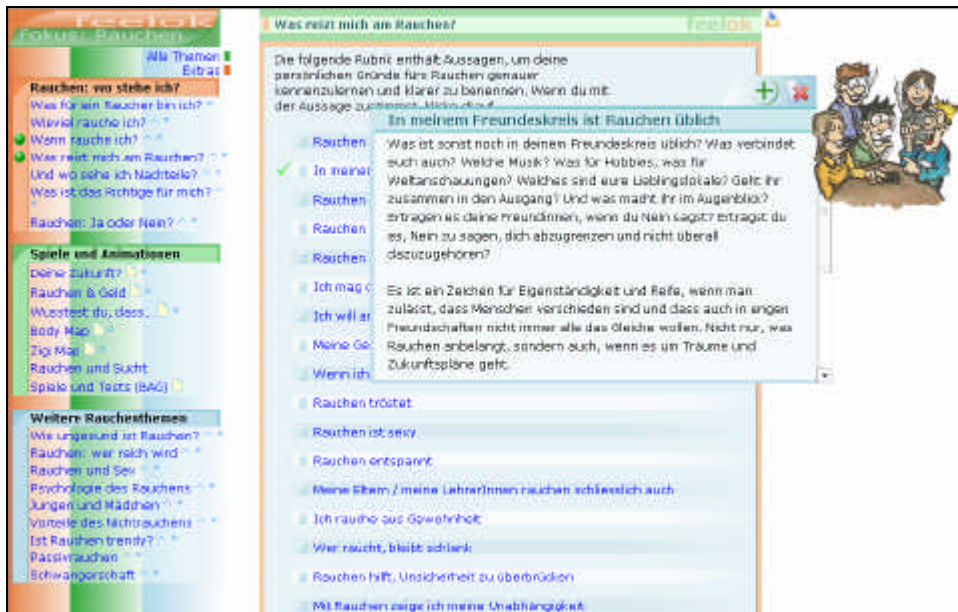 feelok
Fokus: Rauchen
Alle Themen
Extras
Rauchen: wo stehe ich?
Was für ein Raucher bin ich?
Wieviel rauche ich?
Wann rauche ich?
Was reizt mich am Rauchen?
Und wo sehe ich Nachteile?
Was ist das Richtige für mich?
Rauchen: Ja oder Nein?
Spiele und Animationen
Deine Zukunft?
Rauchen & Geld
Wusstest du, dass..
Body Map
Zigi Map
Rauchen und Sucht
Spiele und Tests (BAG)
Weitere Rauchenthemen
Wie ungesund ist Rauchen?
Rauchen: wer reich wird
Rauchen und Sex
Psychologie des Rauchens
Jungen und Mädchen
Vorteile des Nichtrauchens
Ist Rauchen trendy?
Passivrauchen
Schwangerschaft
Was reizt mich am Rauchen?
feelok
Die folgende Rubrik enthält Aussagen, um deine
persönlichen Gründe fürs Rauchen genauer
kennenzulernen und klarer zu benennen. Wenn du mit
der Aussage zustimmst, klicke drauf
Rauchen
In meinem
Rauchen
Rauchen
Rauchen
Ich mag
Ich will
Meine
Wenn ich
Rauchen tröstet
Rauchen ist sexy
Rauchen entspannt
Meine Eltern / meine LehrerInnen rauchen schliesslich auch
Ich rauche aus Gewohnheit
Wer raucht, bleibt schlank
Rauchen hilft, Unsicherheit zu überbrücken
Mit Rauchen zeige ich meine Unabhängigkeit
In meinem Freundeskreis ist Rauchen üblich
Was ist sonst noch in deinem Freundeskreis üblich? Was verbindet
euch auch? Welche Musik? Was für Hobbies, was für
Weltanschauungen? Welches sind eure Lieblingslokale? Geht ihr
zusammen in den Ausgang? Und was macht ihr im Augenblick?
Ertragen es deine FreundInnen, wenn du Nein sagst? Erträgst du
es, Nein zu sagen, dich abzugrenzen und nicht überall
dazuzugehören?
Es ist ein Zeichen für Eigenständigkeit und Reife, wenn man
zulässt, dass Menschen verschieden sind und dass auch in engen
Freundschaften nicht immer alle das Gleiche wollen. Nicht nur, was
Rauchen anbelangt, sondern auch, wenn es um Träume und
Zukunftspläne geht.